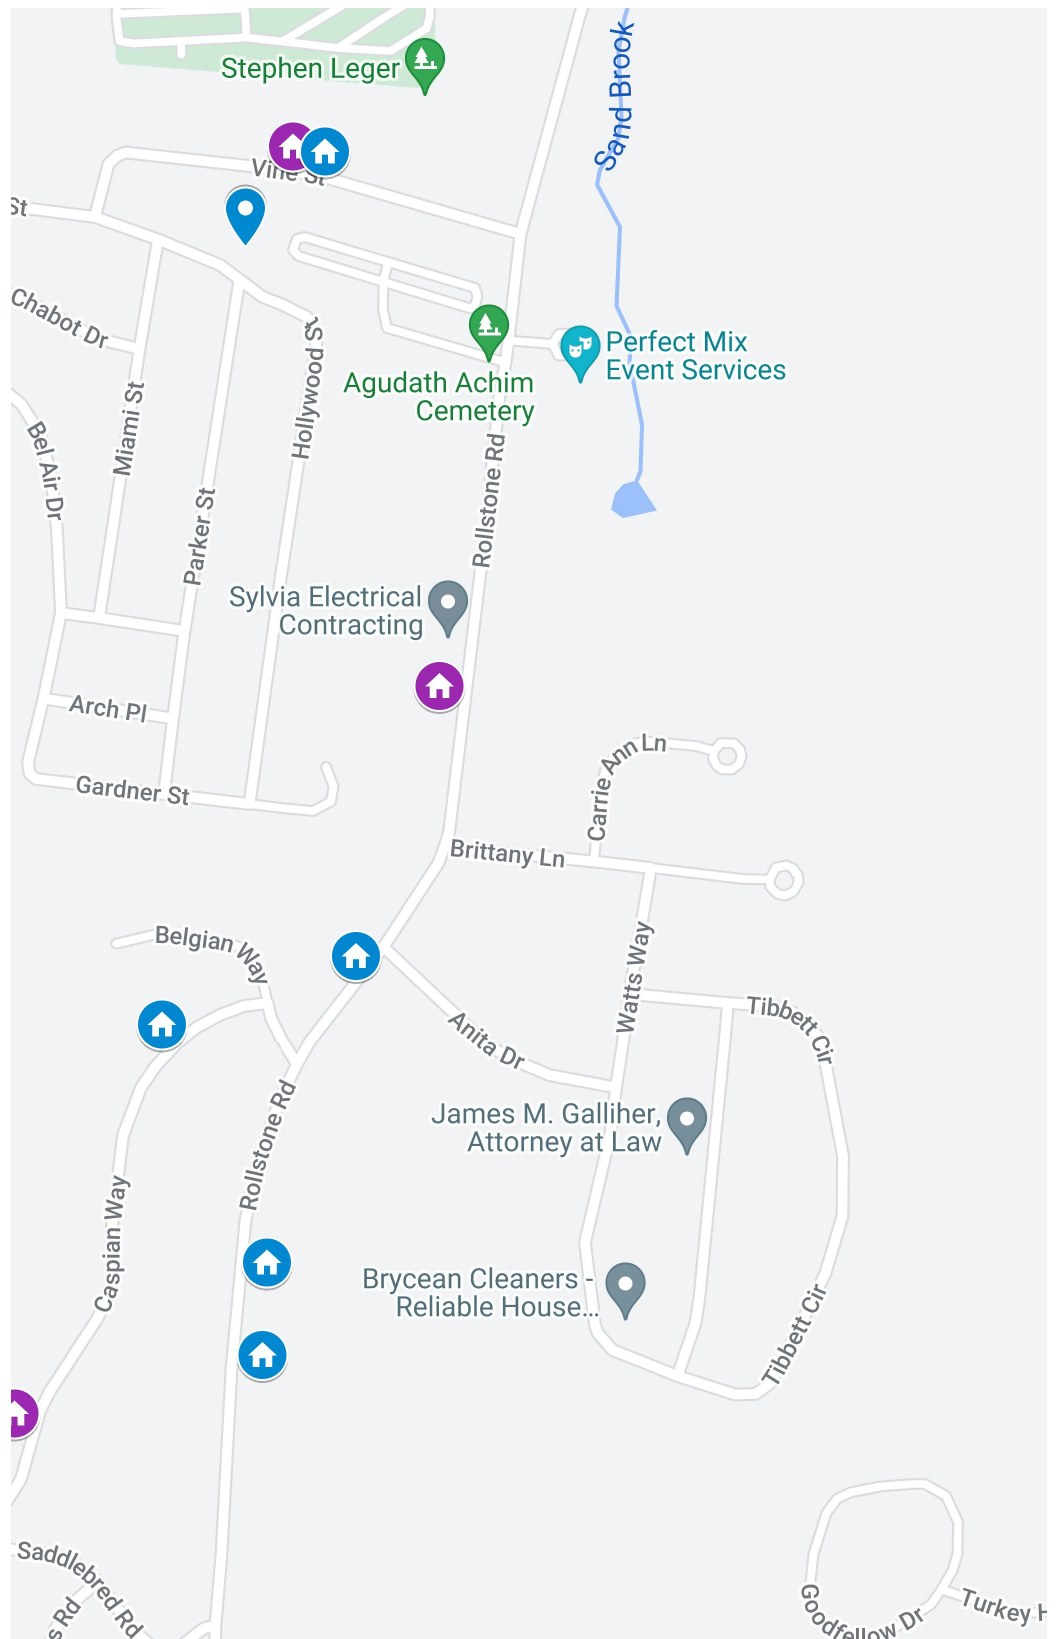 Sand Brook
Stephen Leger
Vine St
St
Chabot Dr
Perfect Mix
Event Services
Agudath Achim
Cemetery
Hollywood St
Miami St
Bel Air Dr
Rollstone Rd
Parker St
Sylvia Electrical
Contracting
Arch Pl
Gardner St
Carrie Ann Ln
Brittany Ln
Belgian Way
Watts Way
Tibbett Cir
Anita Dr
James M. Galliher,
Attorney at Law
Rollstone Rd
Caspian Way
Brycean Cleaners -
Reliable House...
Tibbett Cir
Saddlebred Rd
s Rd
Goodfellow Dr
Turkey H